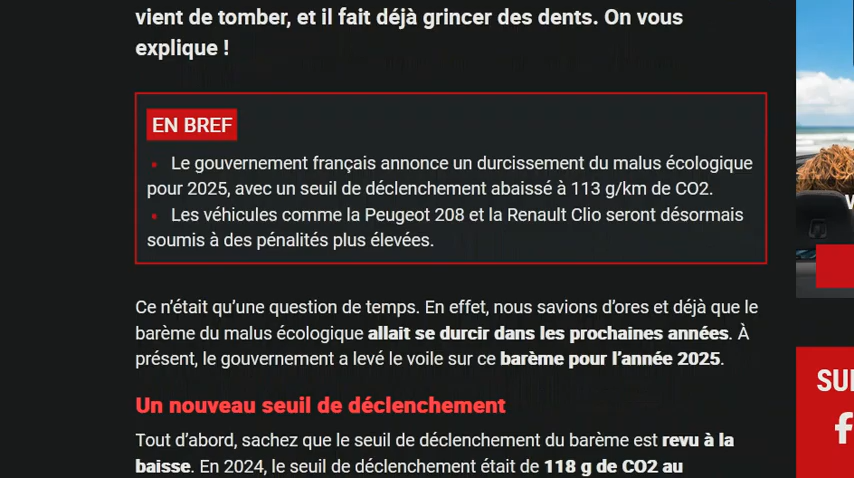 vient de tomber, et il fait déjà grincer des dents. On vous
explique !
EN BREF
• Le gouvernement français annonce un durcissement du malus écologique
pour 2025, avec un seuil de déclenchement abaissé à 113 g/km de CO2.
• Les véhicules comme la Peugeot 208 et la Renault Clio seront désormais
soumis à des pénalités plus élevées.
Ce n’était qu’une question de temps. En effet, nous savions d’ores et déjà que le
barème du malus écologique allait se durcir dans les prochaines années. À
présent, le gouvernement a levé le voile sur ce barème pour l’année 2025.
Un nouveau seuil de déclenchement
Tout d’abord, sachez que le seuil de déclenchement du barème est revu à la
baisse. En 2024, le seuil de déclenchement était de 118 g de CO2 au